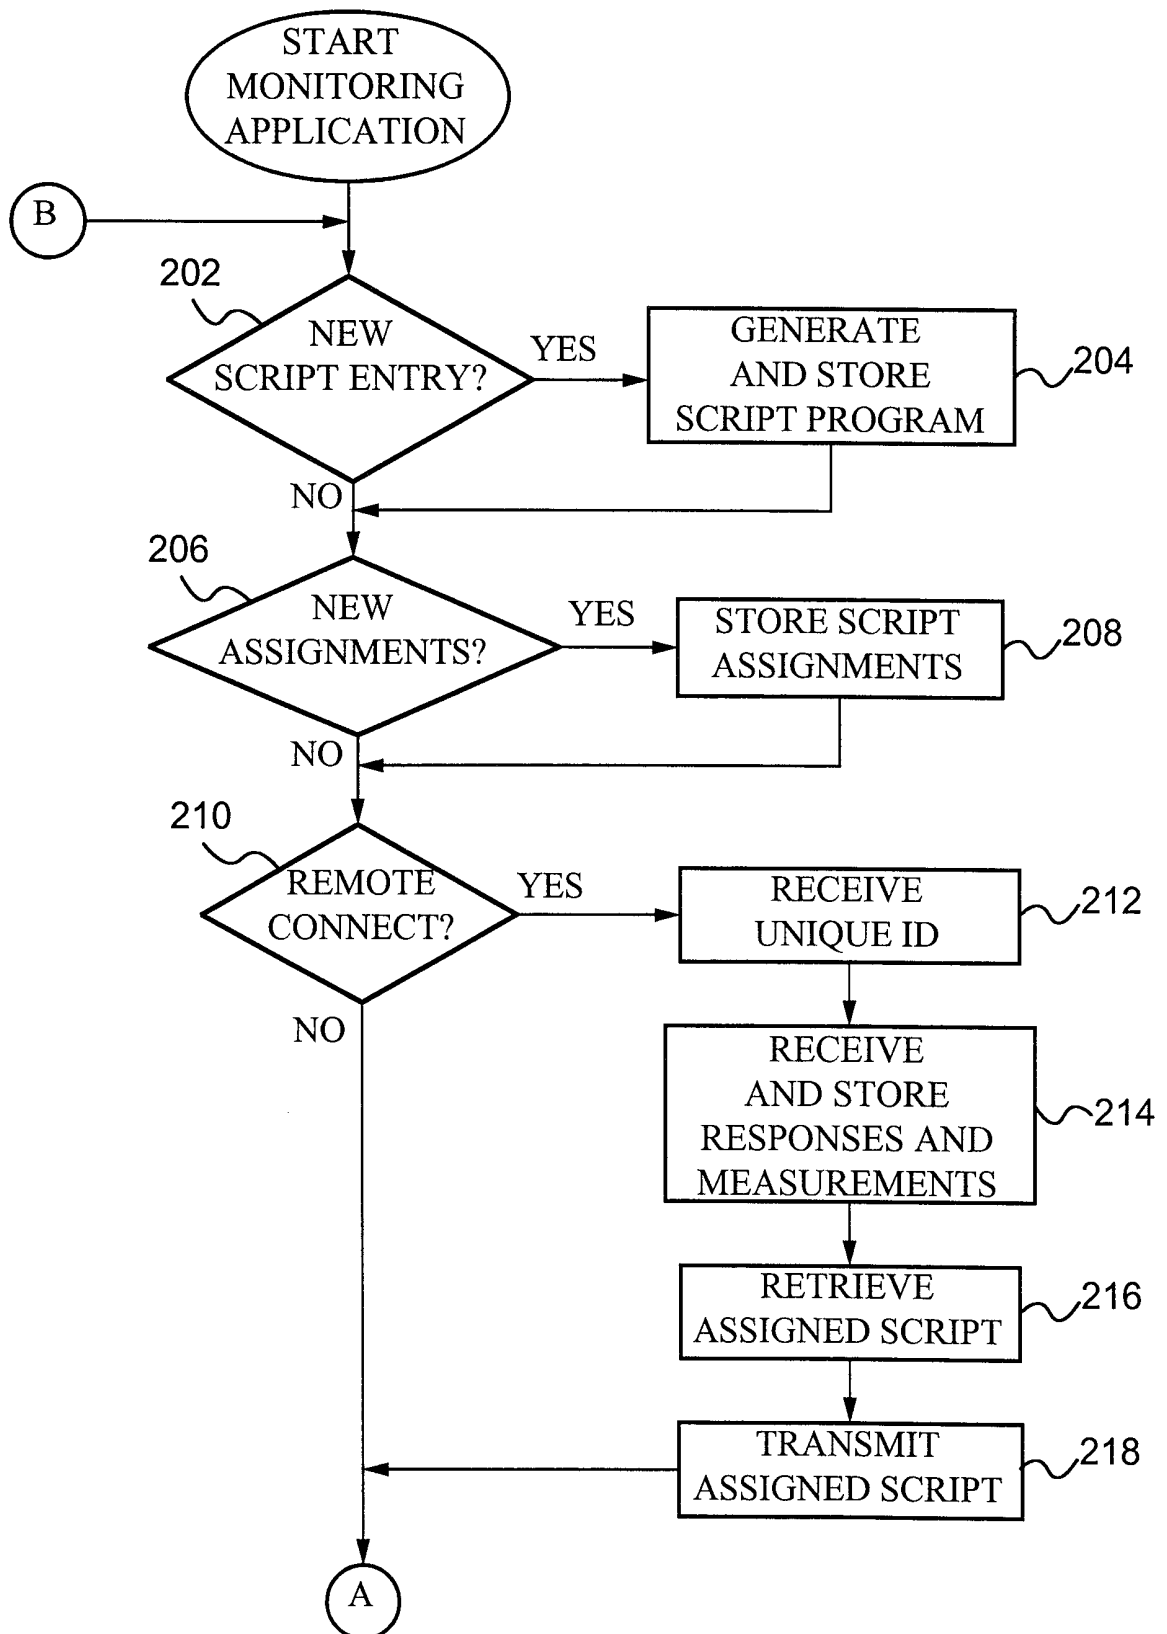 START
MONITORING
APPLICATION
B
202
NEW
SCRIPT ENTRY?
YES
GENERATE
AND STORE
SCRIPT PROGRAM
204
NO
206
NEW
ASSIGNMENTS?
YES
STORE SCRIPT
ASSIGNMENTS
208
NO
210
REMOTE
CONNECT?
YES
RECEIVE
UNIQUE ID
212
NO
RECEIVE
AND STORE
RESPONSES AND
MEASUREMENTS
214
RETRIEVE
ASSIGNED SCRIPT
216
TRANSMIT
ASSIGNED SCRIPT
218
A